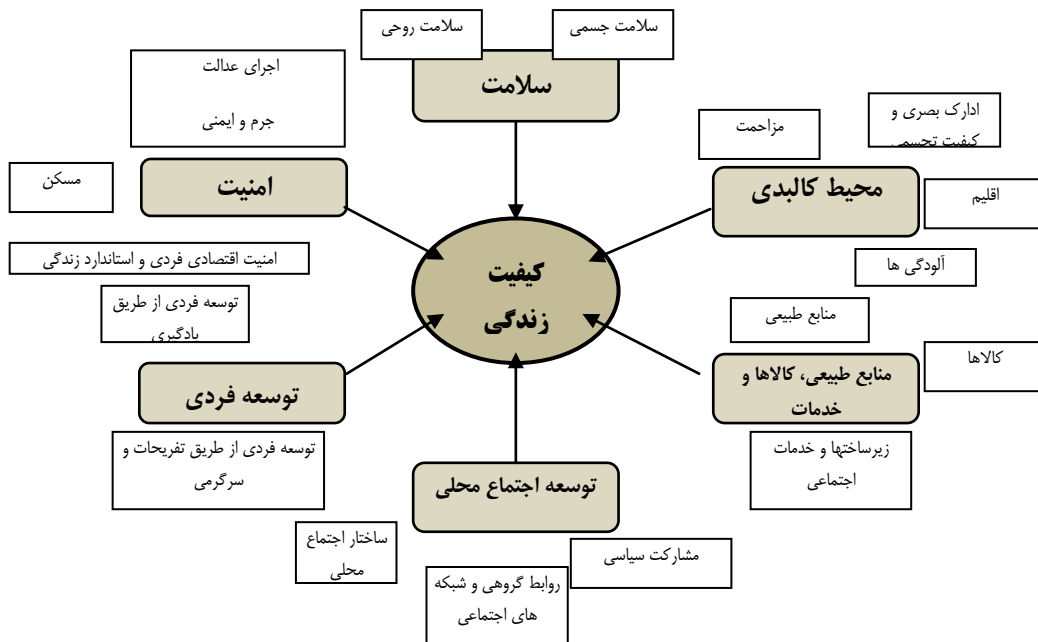 سلامت روحی
سلامت جسمی
سلامت
اجرای عدالت
جرم و ایمنی
امنیت
مسکن
امنیت اقتصادی فردی و استاندارد زندگی
مزاحمت
ادارک بصری و
کیفیت تجسمی
محیط کالبدی
اقلیم
آلودگی ها
کیفیت
زندگی
توسعه فردی از طریق
یادگیری
توسعه فردی
توسعه فردی از طریق تفریحات و
سرگرمی
منابع طبیعی
کالاها
منابع طبیعی، کالاها و
خدمات
زیرساختها و خدمات
اجتماعی
توسعه اجتماع محلی
ساختار اجتماع
محلی
روابط گروهی و شبکه
های اجتماعی
مشارکت سیاسی